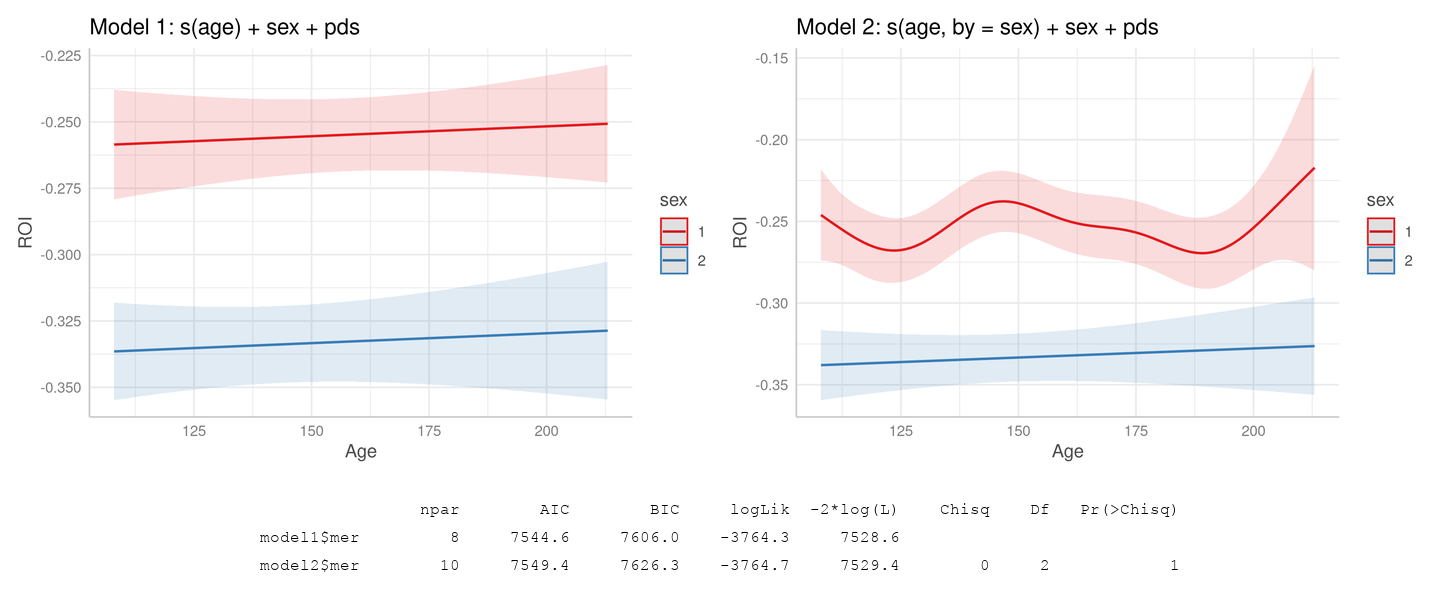 Model 1: s(age) + sex + pds
-0.225
-0.250
-0.275
-0.300
-0.325
-0.350
ROI
125 150 175 200
Age
sex
1
2
Model 2: s(age, by = sex) + sex + pds
-0.15
-0.20
-0.25
-0.30
-0.35
ROI
125 150 175 200
Age
sex
1
2
npar AIC BIC logLik -2*log(L) Chisq Df Pr(>Chisq)
model1$mer 8 7544.6 7606.0 -3764.3 7528.6
model2$mer 10 7549.4 7626.3 -3764.7 7529.4 0 2 1